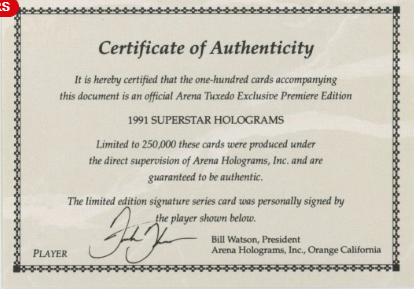 RS
Certificate of Authenticity
It is hereby certified that the one-hundred cards accompanying
this document is an official Arena Tuxedo Exclusive Premiere Edition
1991 SUPERSTAR HOLOGRAMS
Limited to 250,000 these cards were produced under
the direct supervision of Arena Holograms, Inc. and are
guaranteed to be authentic.
The limited edition signature series card was personally signed by
the player shown below.
Bill Watson, President
PLAYER Arena Holograms, Inc., Orange California